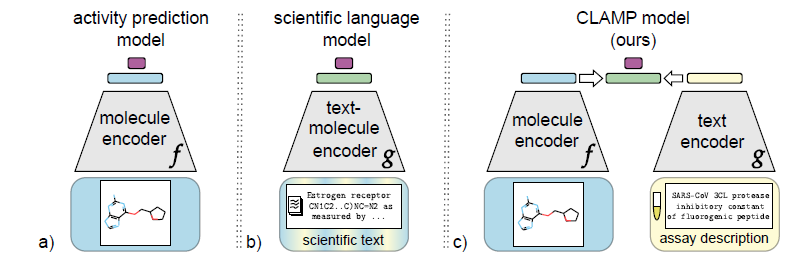 activity prediction
model
molecule
encoder f
a)
scientific language
model
text-
molecule
encoder g
Estrogen receptor
CN1C2..C)NC=N2 as
measured by ...
scientific text
b)
CLAMP model
(ours)
molecule
encoder f
text
encoder g
SARS-CoV 3CL protease
inhibitory constant
of fluorogenic peptide
assay description
c)